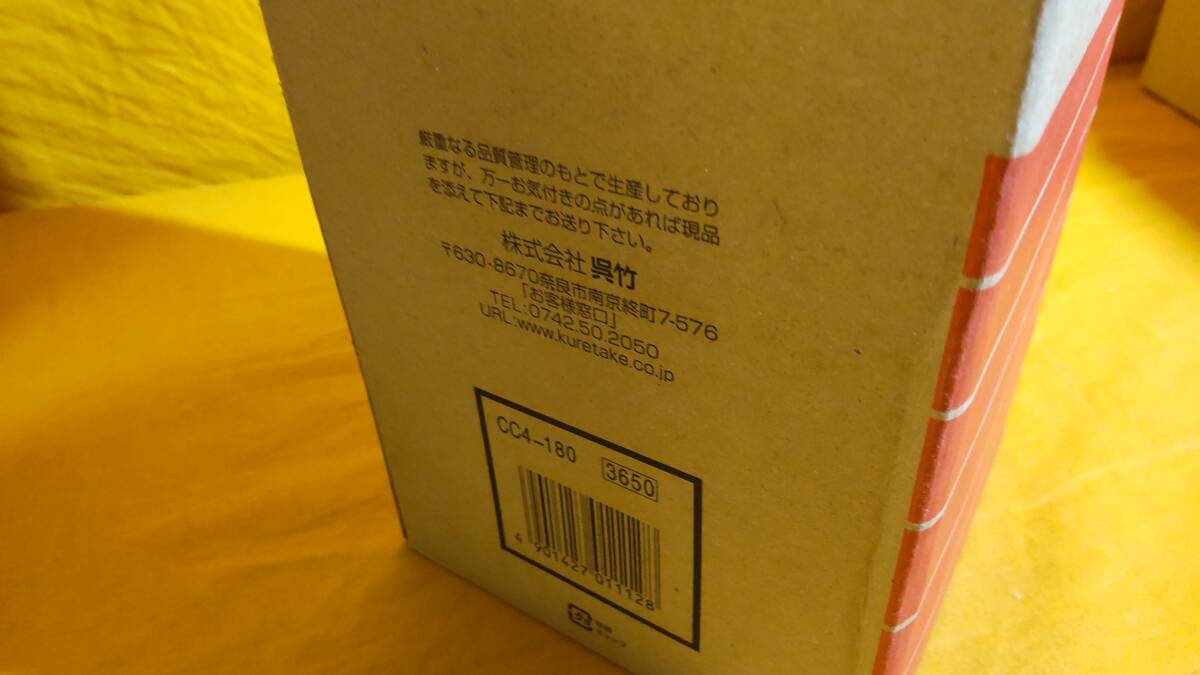 厳重なる品質管理のもとで生産しており
ますが、万一お気付きの点があれば現品
を添えて下記までお送り下さい。
株式会社 呉竹
〒630-8670奈良市南京終町7-576
「お客様窓口」
TEL:0742.50.2050
URL:www.kuretake.co.jp
CC4-180 3650
4 901427 011128